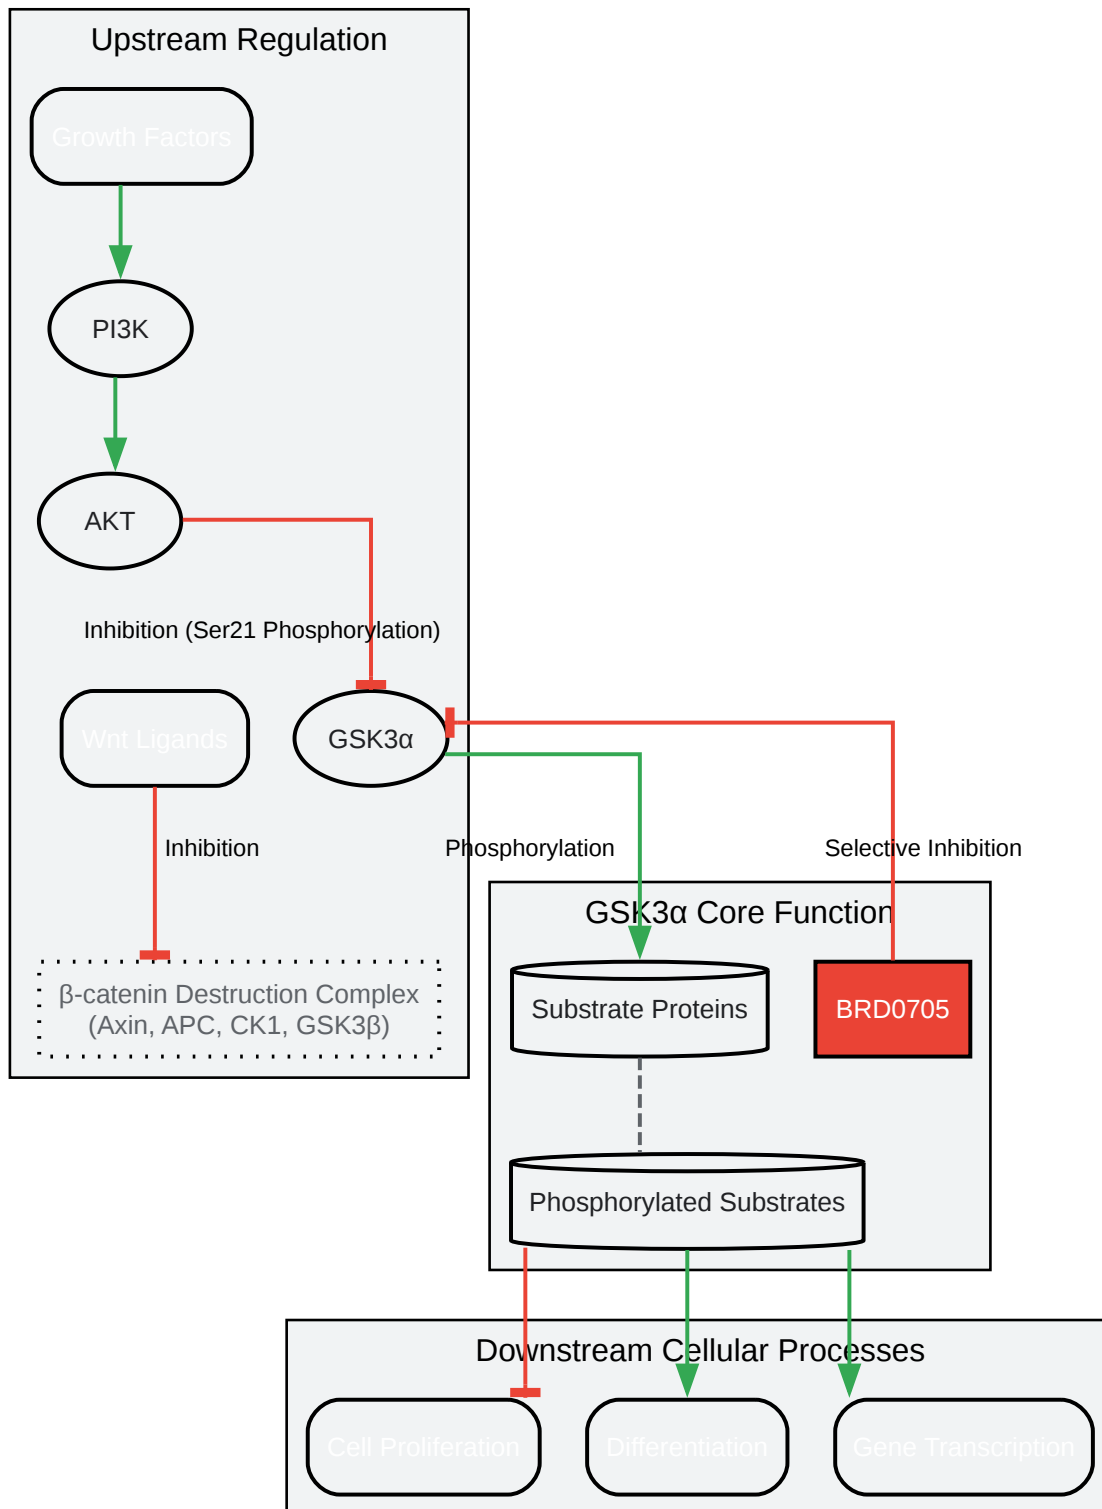 Upstream Regulation
Growth Factors
PI3K
AKT
Inhibition (Ser21 Phosphorylation)
Wnt Ligands
GSK3α
Inhibition
Phosphorylation
Selective Inhibition
GSK3α Core Function
β-catenin Destruction Complex
(Axin, APC, CK1, GSK3β)
Substrate Proteins
BRD0705
Phosphorylated Substrates
Downstream Cellular Processes
Cell Proliferation
Differentiation
Gene Transcription